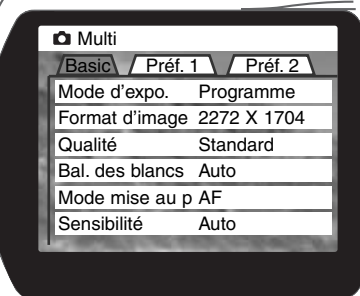 Multi
Basic Préf. 1 Préf. 2
Mode d'expo. Programme
Format d'image 2272 X 1704
Qualité Standard
Bal. des blancs Auto
Mode mise au p AF
Sensibilité Auto